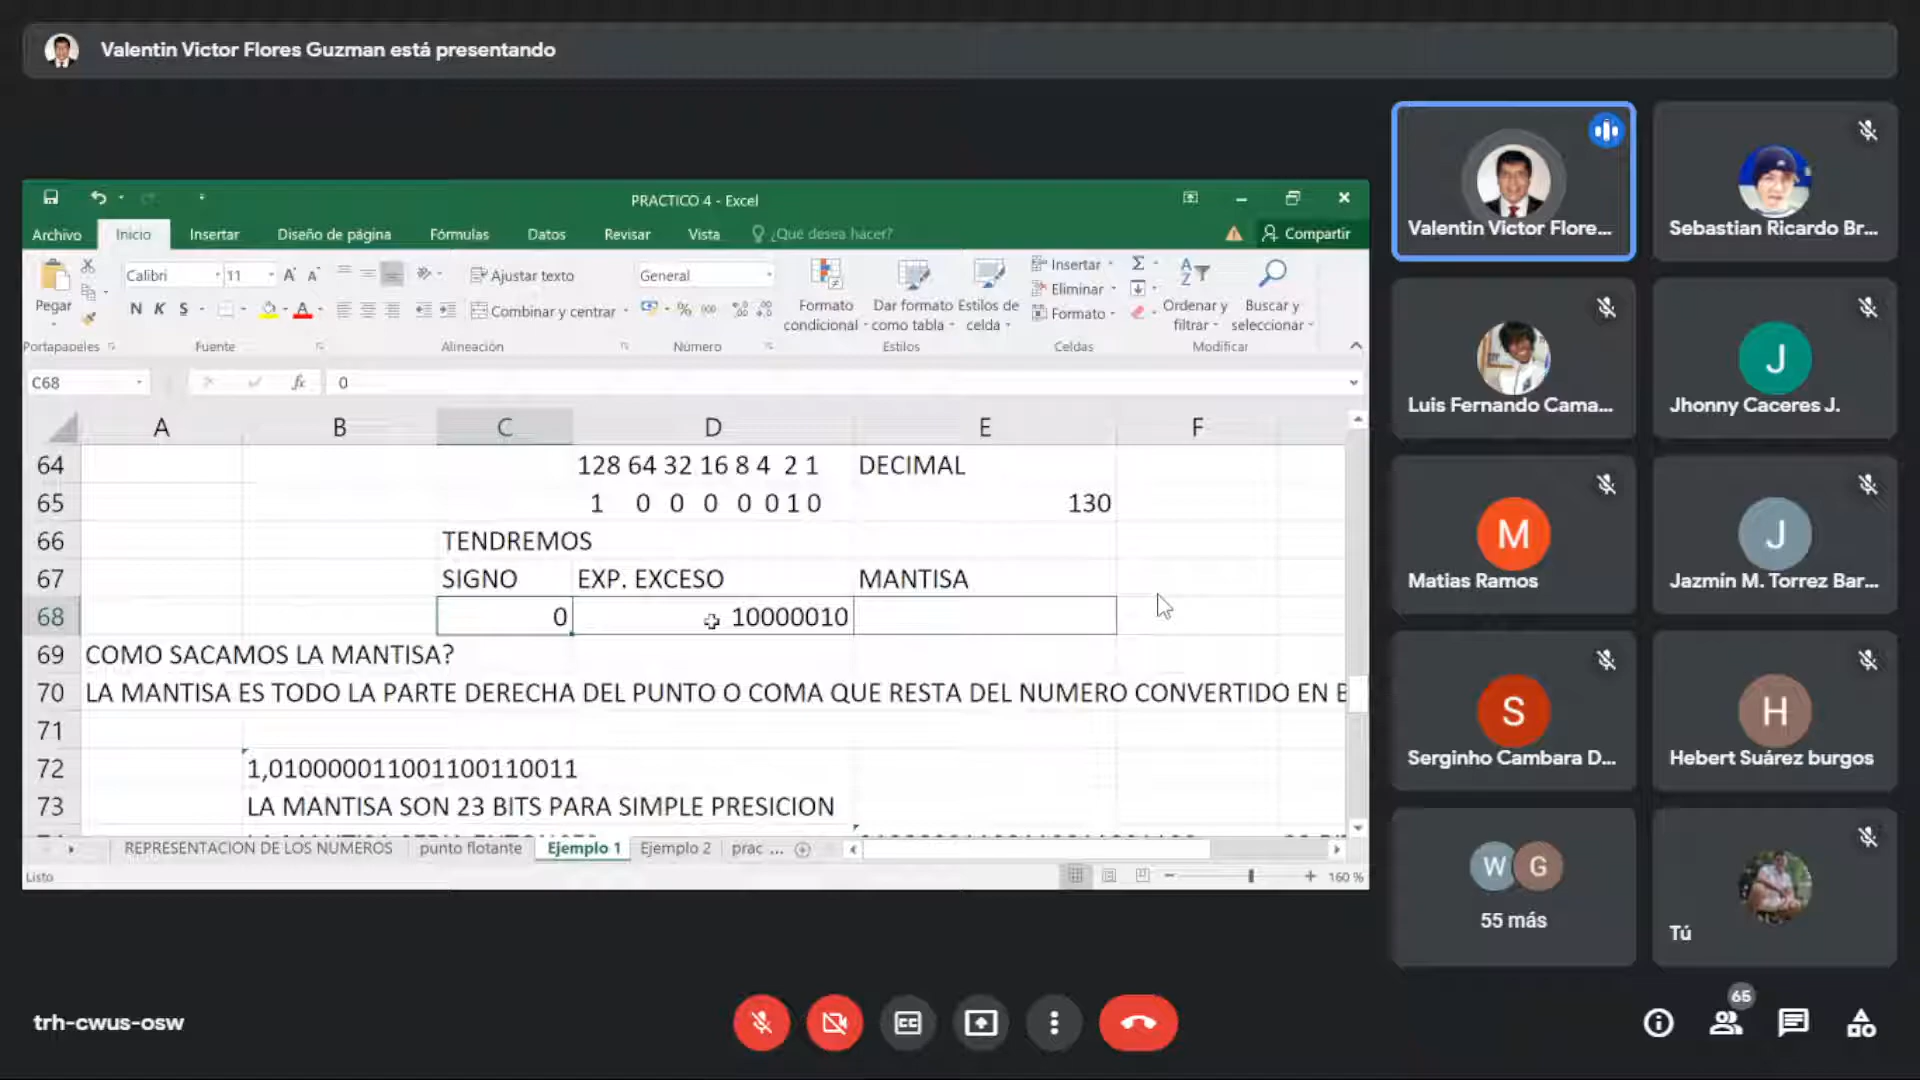 Valentin Victor Flores Guzman está presentando
PRACTICO 4 - Excel
Archivo
Inicio
Insertar
Diseño de página
Fórmulas
Datos
Revisar
Vista
¿Qué desea hacer?
Compartir
Pegar
Portapapeles
Calibri
11
N K S
Fuente
Ajustar texto
Combinar y centrar
Alineación
General
% 000
Número
Formato condicional
Dar formato como tabla
Estilos de celda
Estilos
Insertar
Eliminar
Formato
Celdas
Ordenar y filtrar
Buscar y seleccionar
Modificar
C68
fx
0
A B C D E F
64 128 64 32 16 8 4 2 1 DECIMAL
65 1 0 0 0 0 0 1 0 130
66 TENDREMOS
67 SIGNO EXP. EXCESO MANTISA
68 0 10000010
69 COMO SACAMOS LA MANTISA?
70 LA MANTISA ES TODO LA PARTE DERECHA DEL PUNTO O COMA QUE RESTA DEL NUMERO CONVERTIDO EN
71
72 1,010000011001100110011
73 LA MANTISA SON 23 BITS PARA SIMPLE PRESICION
REPRESENTACION DE LOS NUMEROS
punto flotante
Ejemplo 1
Ejemplo 2
prac ...
Listo
160 %
Valentin Victor Flore...
Sebastian Ricardo Br...
Luis Fernando Cama...
J
Jhonny Caceres J.
M
Matias Ramos
J
Jazmin M. Torrez Bar...
S
Serginho Cambara D...
H
Hebert Suárez burgos
W G
55 más
Tú
trh-cwus-osw
CC
65